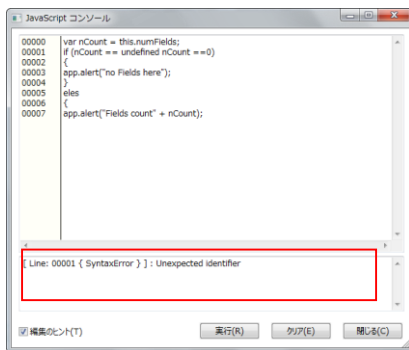 JavaScript コンソール
00000 var nCount = this.numFields;
00001 if (nCount == undefined nCount ==0)
00002 {
00003 app.alert("no Fields here");
00004 }
00005 eles
00006 {
00007 app.alert("Fields count" + nCount);
[ Line: 00001 { SyntaxError } ] : Unexpected identifier
編集のヒント(T)
実行(R)
クリア(E)
閉じる(C)